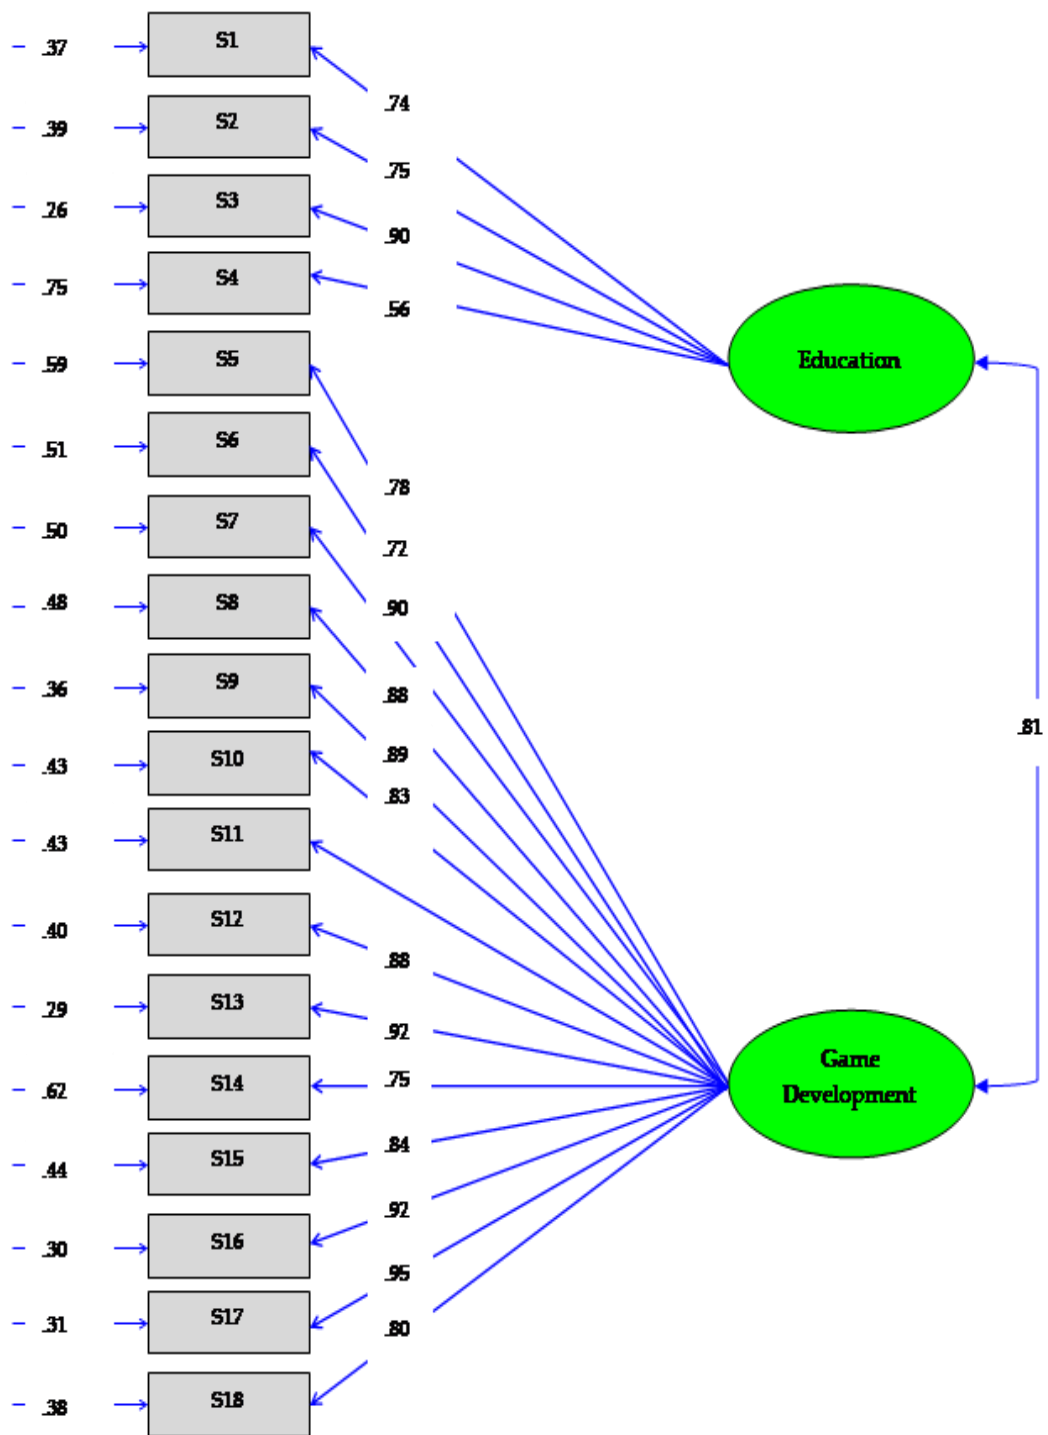 .37 S1
.74
.39 S2
.75
.26 S3
.90
.75 S4
.56
.59 S5
Education
.51 S6
.78
.50 S7
.72
.48 S8
.90
.36 S9
.88
.81
.43 S10
.89
.83
.43 S11
.40 S12
.88
.29 S13
.92
Game
Development
.62 S14
.75
.44 S15
.84
.92
.30 S16
.95
.31 S17
.80
.38 S18